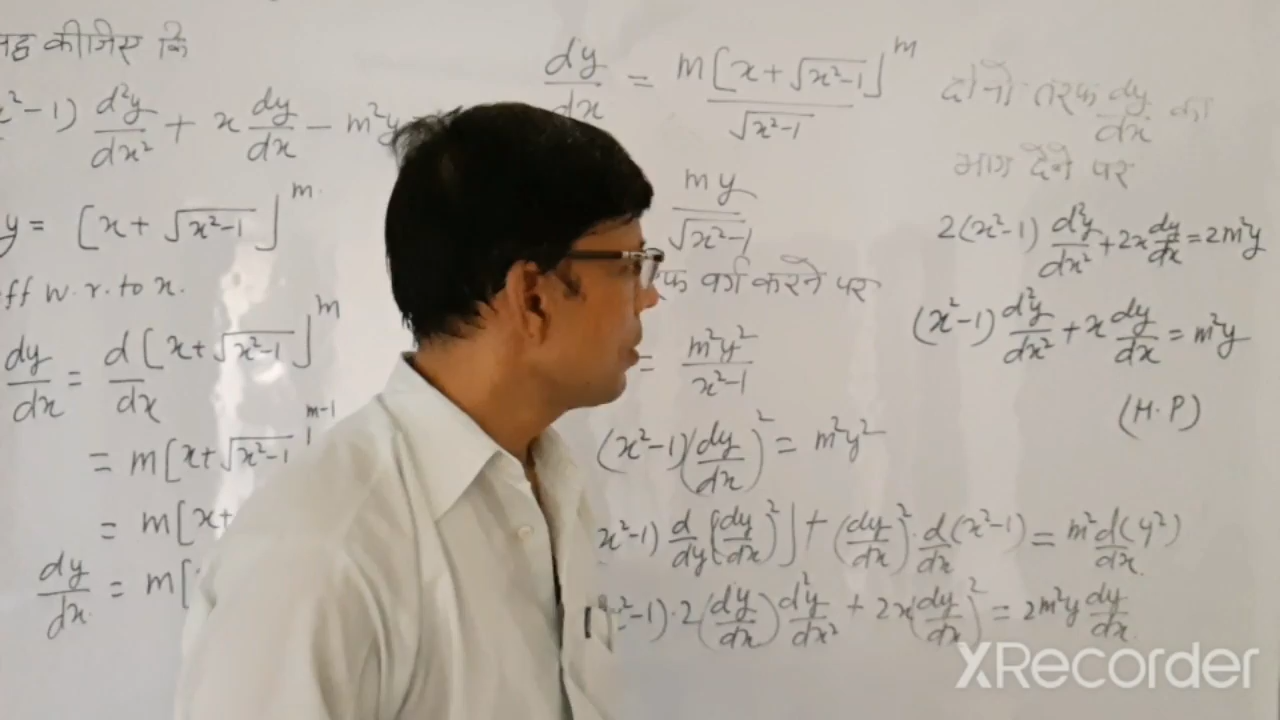 कीजिए कि
x²-1) d²y/dx² + x dy/dx - m²y
y = [x + √(x²-1)]^m
ff w.r.to x.
dy/dx = d/dx [x + √(x²-1)]^m
= m[x + √(x²-1)]^(m-1)
= m[x+
dy/dx = m[
dy/dx = m[x + √(x²-1)]^m / √(x²-1)
my / √(x²-1)
वर्ग करने पर
= m²y² / x²-1
(x²-1)(dy/dx)² = m²y²
x²-1) d/dy [(dy/dx)²] + (dy/dx)² · d/dx (x²-1) = m² d/dx (y²)
x²-1)·2(dy/dx) d²y/dx² + 2x(dy/dx)² = 2m²y dy/dx
दोनों तरफ dy/dx का
भाग देने पर
2(x²-1) d²y/dx² + 2x dy/dx = 2m²y
(x²-1) d²y/dx² + x dy/dx = m²y
(H.P)
XRecorder